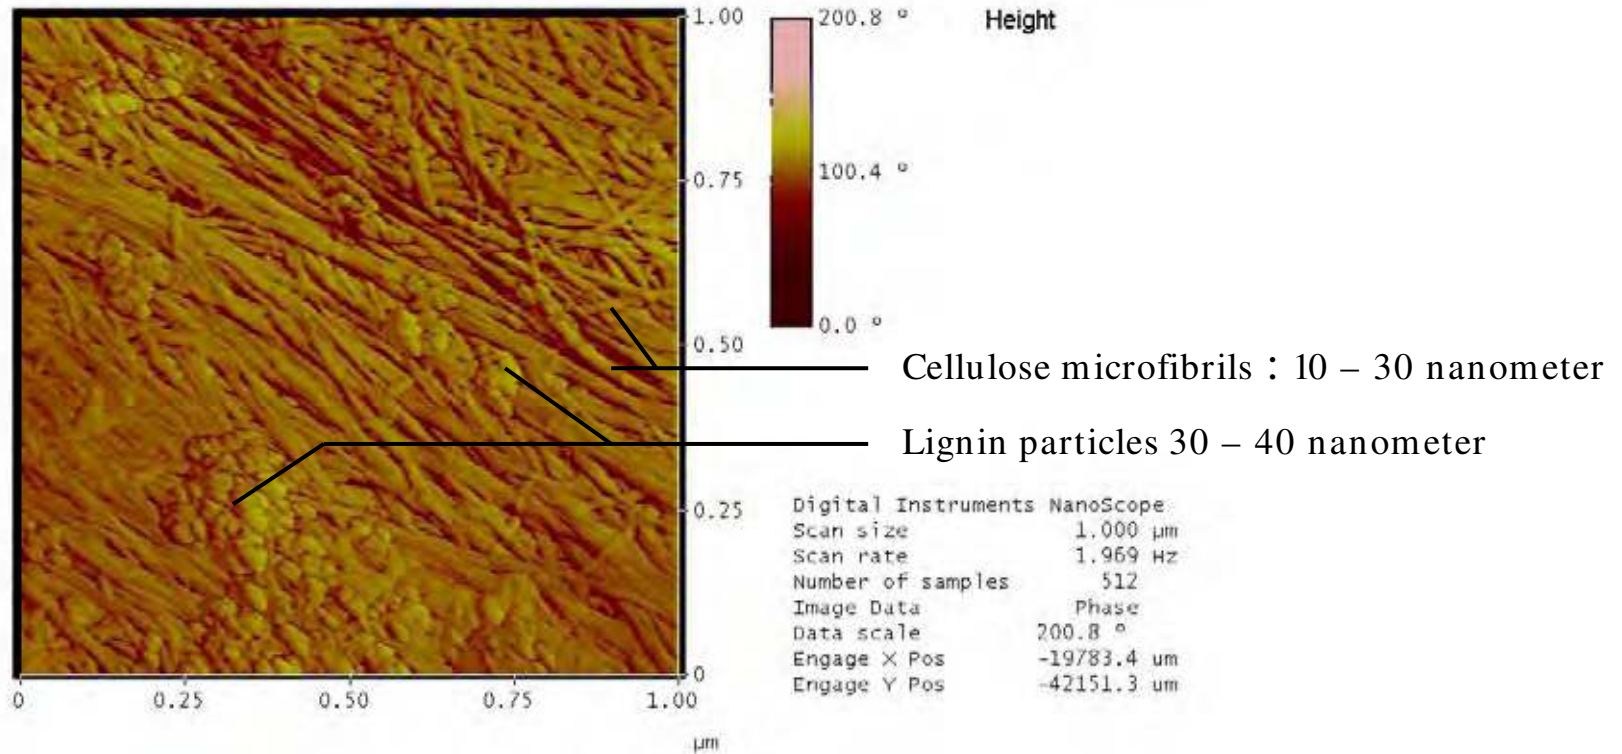 1.00
0.75
0.50
0.25
0
0 0.25 0.50 0.75 1.00
µm
200.8 °
100.4 °
0.0 °
Height
Cellulose microfibrils : 10 – 30 nanometer
Lignin particles 30 – 40 nanometer
Digital Instruments NanoScope
Scan size 1.000 µm
Scan rate 1.969 Hz
Number of samples 512
Image Data Phase
Data scale 200.8 °
Engage X Pos -19783.4 um
Engage Y Pos -42151.3 um